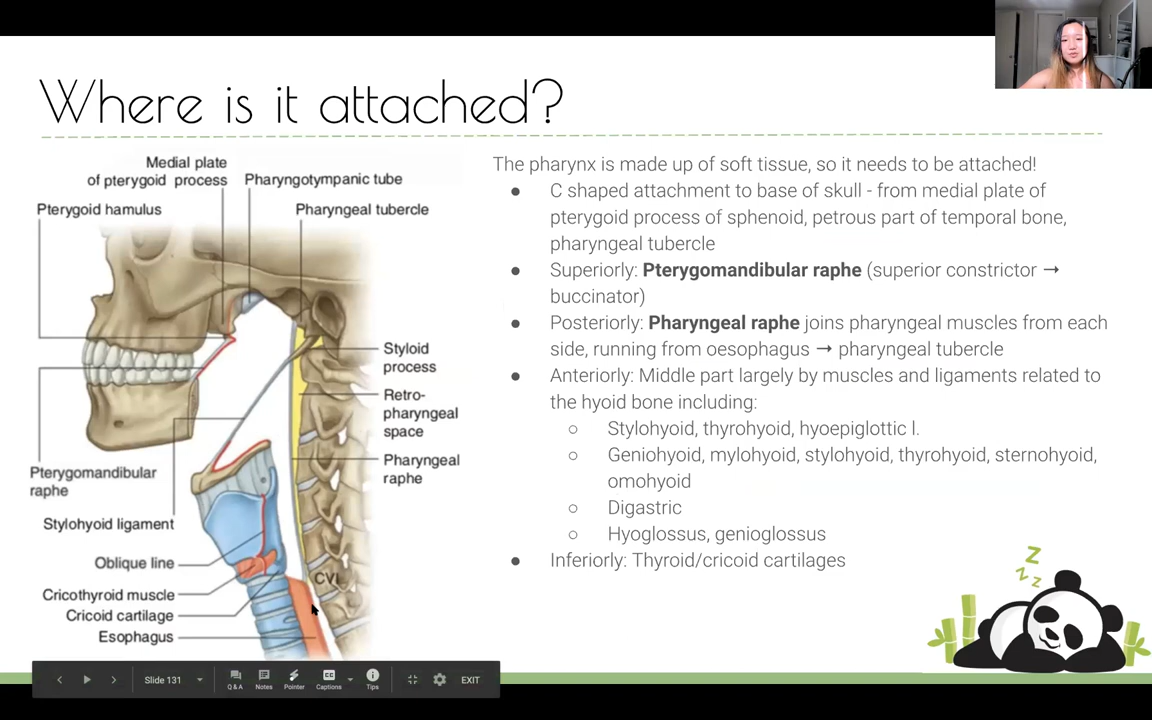 Where is it attached?
Medial plate
of pterygoid process
Pharyngotympanic tube
Pterygoid hamulus
Pharyngeal tubercle
Styloid
process
Retro-
pharyngeal
space
Pharyngeal
raphe
Pterygomandibular
raphe
Stylohyoid ligament
Oblique line
Cricothyroid muscle
Cricoid cartilage
Esophagus
CVI
The pharynx is made up of soft tissue, so it needs to be attached!
● C shaped attachment to base of skull - from medial plate of
pterygoid process of sphenoid, petrous part of temporal bone,
pharyngeal tubercle
● Superiorly: Pterygomandibular raphe (superior constrictor →
buccinator)
● Posteriorly: Pharyngeal raphe joins pharyngeal muscles from each
side, running from oesophagus → pharyngeal tubercle
● Anteriorly: Middle part largely by muscles and ligaments related to
the hyoid bone including:
○ Stylohyoid, thyrohyoid, hyoepiglottic l.
○ Geniohyoid, mylohyoid, stylohyoid, thyrohyoid, sternohyoid,
omohyoid
○ Digastric
○ Hyoglossus, genioglossus
● Inferiorly: Thyroid/cricoid cartilages
z z z
Slide 131
Q & A
Notes
Pointer
CC
Captions
Tips
EXIT